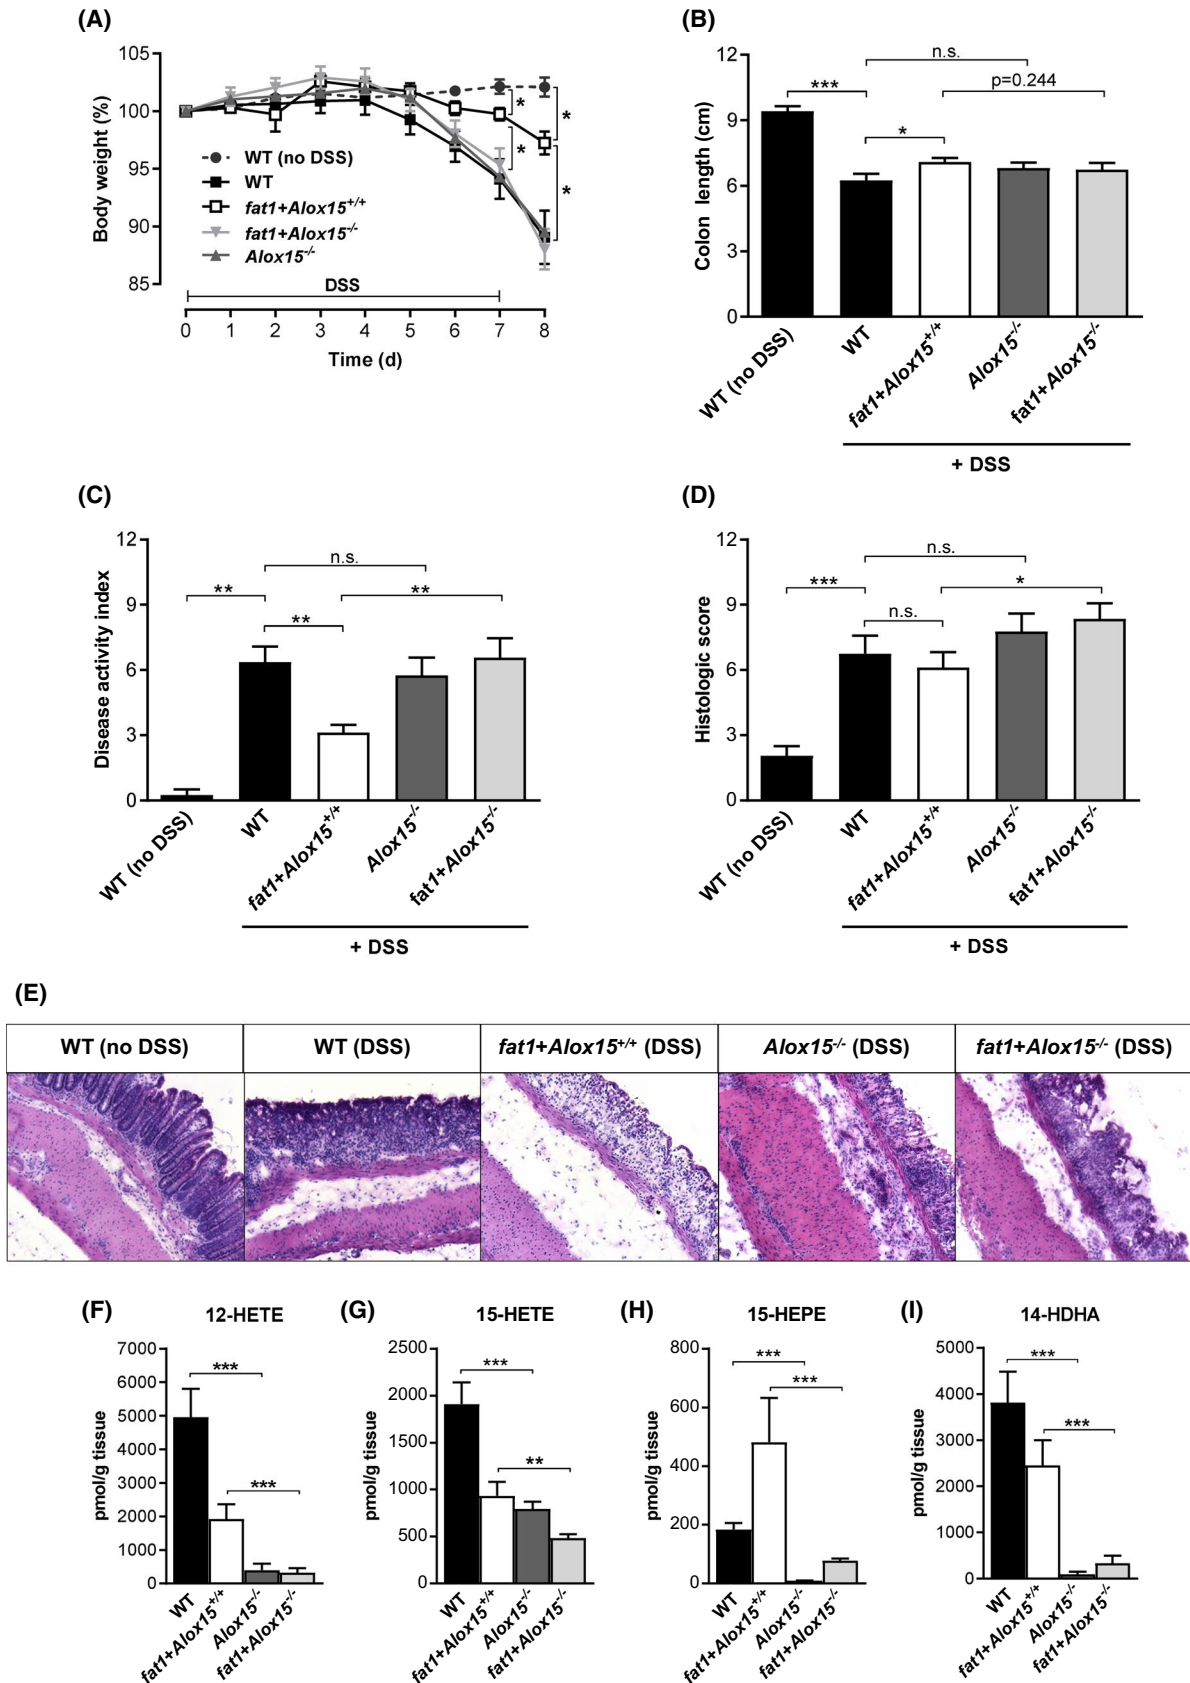 (A)
105
100
95
90
85
Body weight (%)
WT (no DSS)
WT
fat1+Alox15+/+
fat1+Alox15-/-
Alox15-/-
*
*
*
*
DSS
0 1 2 3 4 5 6 7 8
Time (d)
(B)
12
9
6
3
0
Colon length (cm)
n.s.
p=0.244
***
*
WT (no DSS)
WT
fat1+Alox15+/+
Alox15-/-
fat1+Alox15-/-
+ DSS
(C)
12
9
6
3
0
Disease activity index
n.s.
**
**
**
WT (no DSS)
WT
fat1+Alox15+/+
Alox15-/-
fat1+Alox15-/-
+ DSS
(D)
12
9
6
3
0
Histologic score
n.s.
***
*
n.s.
WT (no DSS)
WT
fat1+Alox15+/+
Alox15-/-
fat1+Alox15-/-
+ DSS
(E)
WT (no DSS)
WT (DSS)
fat1+Alox15+/+ (DSS)
Alox15-/- (DSS)
fat1+Alox15-/- (DSS)
(F)
12-HETE
7000
6000
5000
4000
3000
2000
1000
0
pmol/g tissue
***
***
WT
fat1+Alox15+/+
Alox15-/-
fat1+Alox15-/-
(G)
15-HETE
2500
2000
1500
1000
500
0
pmol/g tissue
***
**
WT
fat1+Alox15+/+
Alox15-/-
fat1+Alox15-/-
(H)
15-HEPE
800
600
400
200
0
pmol/g tissue
***
***
WT
fat1+Alox15+/+
Alox15-/-
fat1+Alox15-/-
(I)
14-HDHA
5000
4000
3000
2000
1000
0
pmol/g tissue
***
***
WT
fat1+Alox15+/+
Alox15-/-
fat1+Alox15-/-